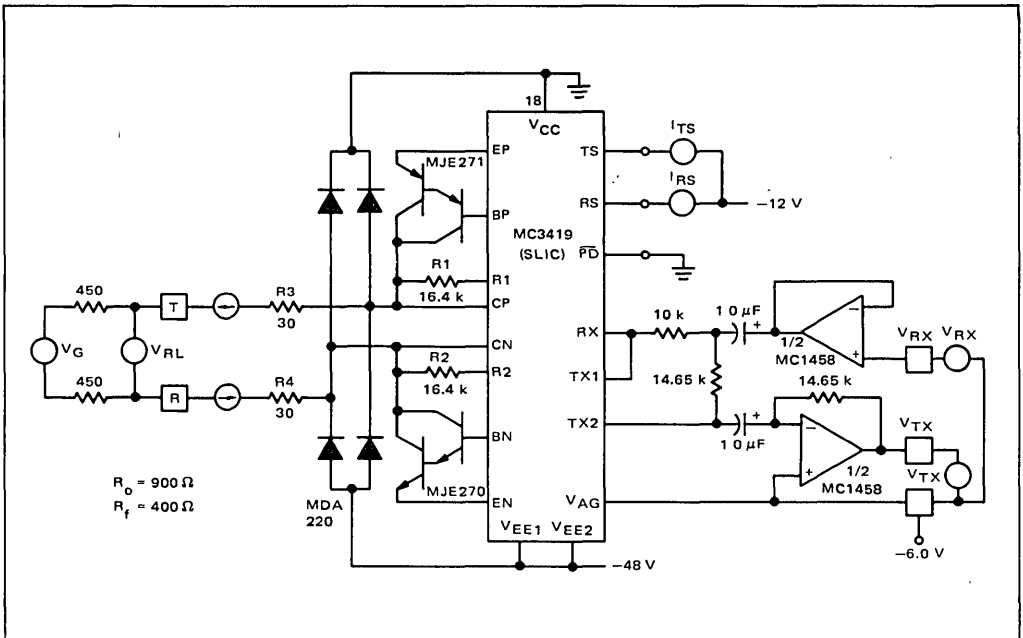 18
VCC
EP
MJE271
BP
R1
16.4 k
R1
CP
CN
R2
16.4 k
R2
BN
MJE270
EN
VEE1
VEE2
-48 V
MC3419
(SLIC)
TS
ITS
RS
IRS
-12 V
PD
RX
10 k
1 0 µF
+
-
+
1/2
MC1458
VRX
VRX
TX1
14.65 k
14.65 k
TX2
1 0 µF
+
-
+
1/2
MC1458
VTX
VTX
VAG
-6.0 V
450
VG
450
VRL
T
R
R3
30
R4
30
Ro = 900 Ω
Rf = 400 Ω
MDA
220